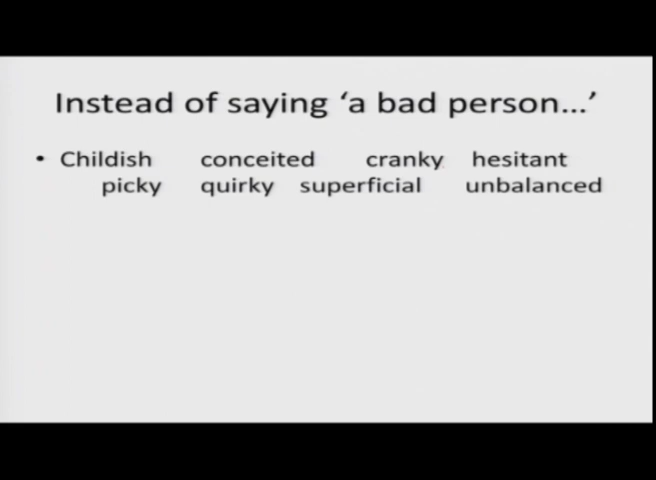 Instead of saying ‘a bad person...’
• Childish conceited cranky hesitant
picky quirky superficial unbalanced